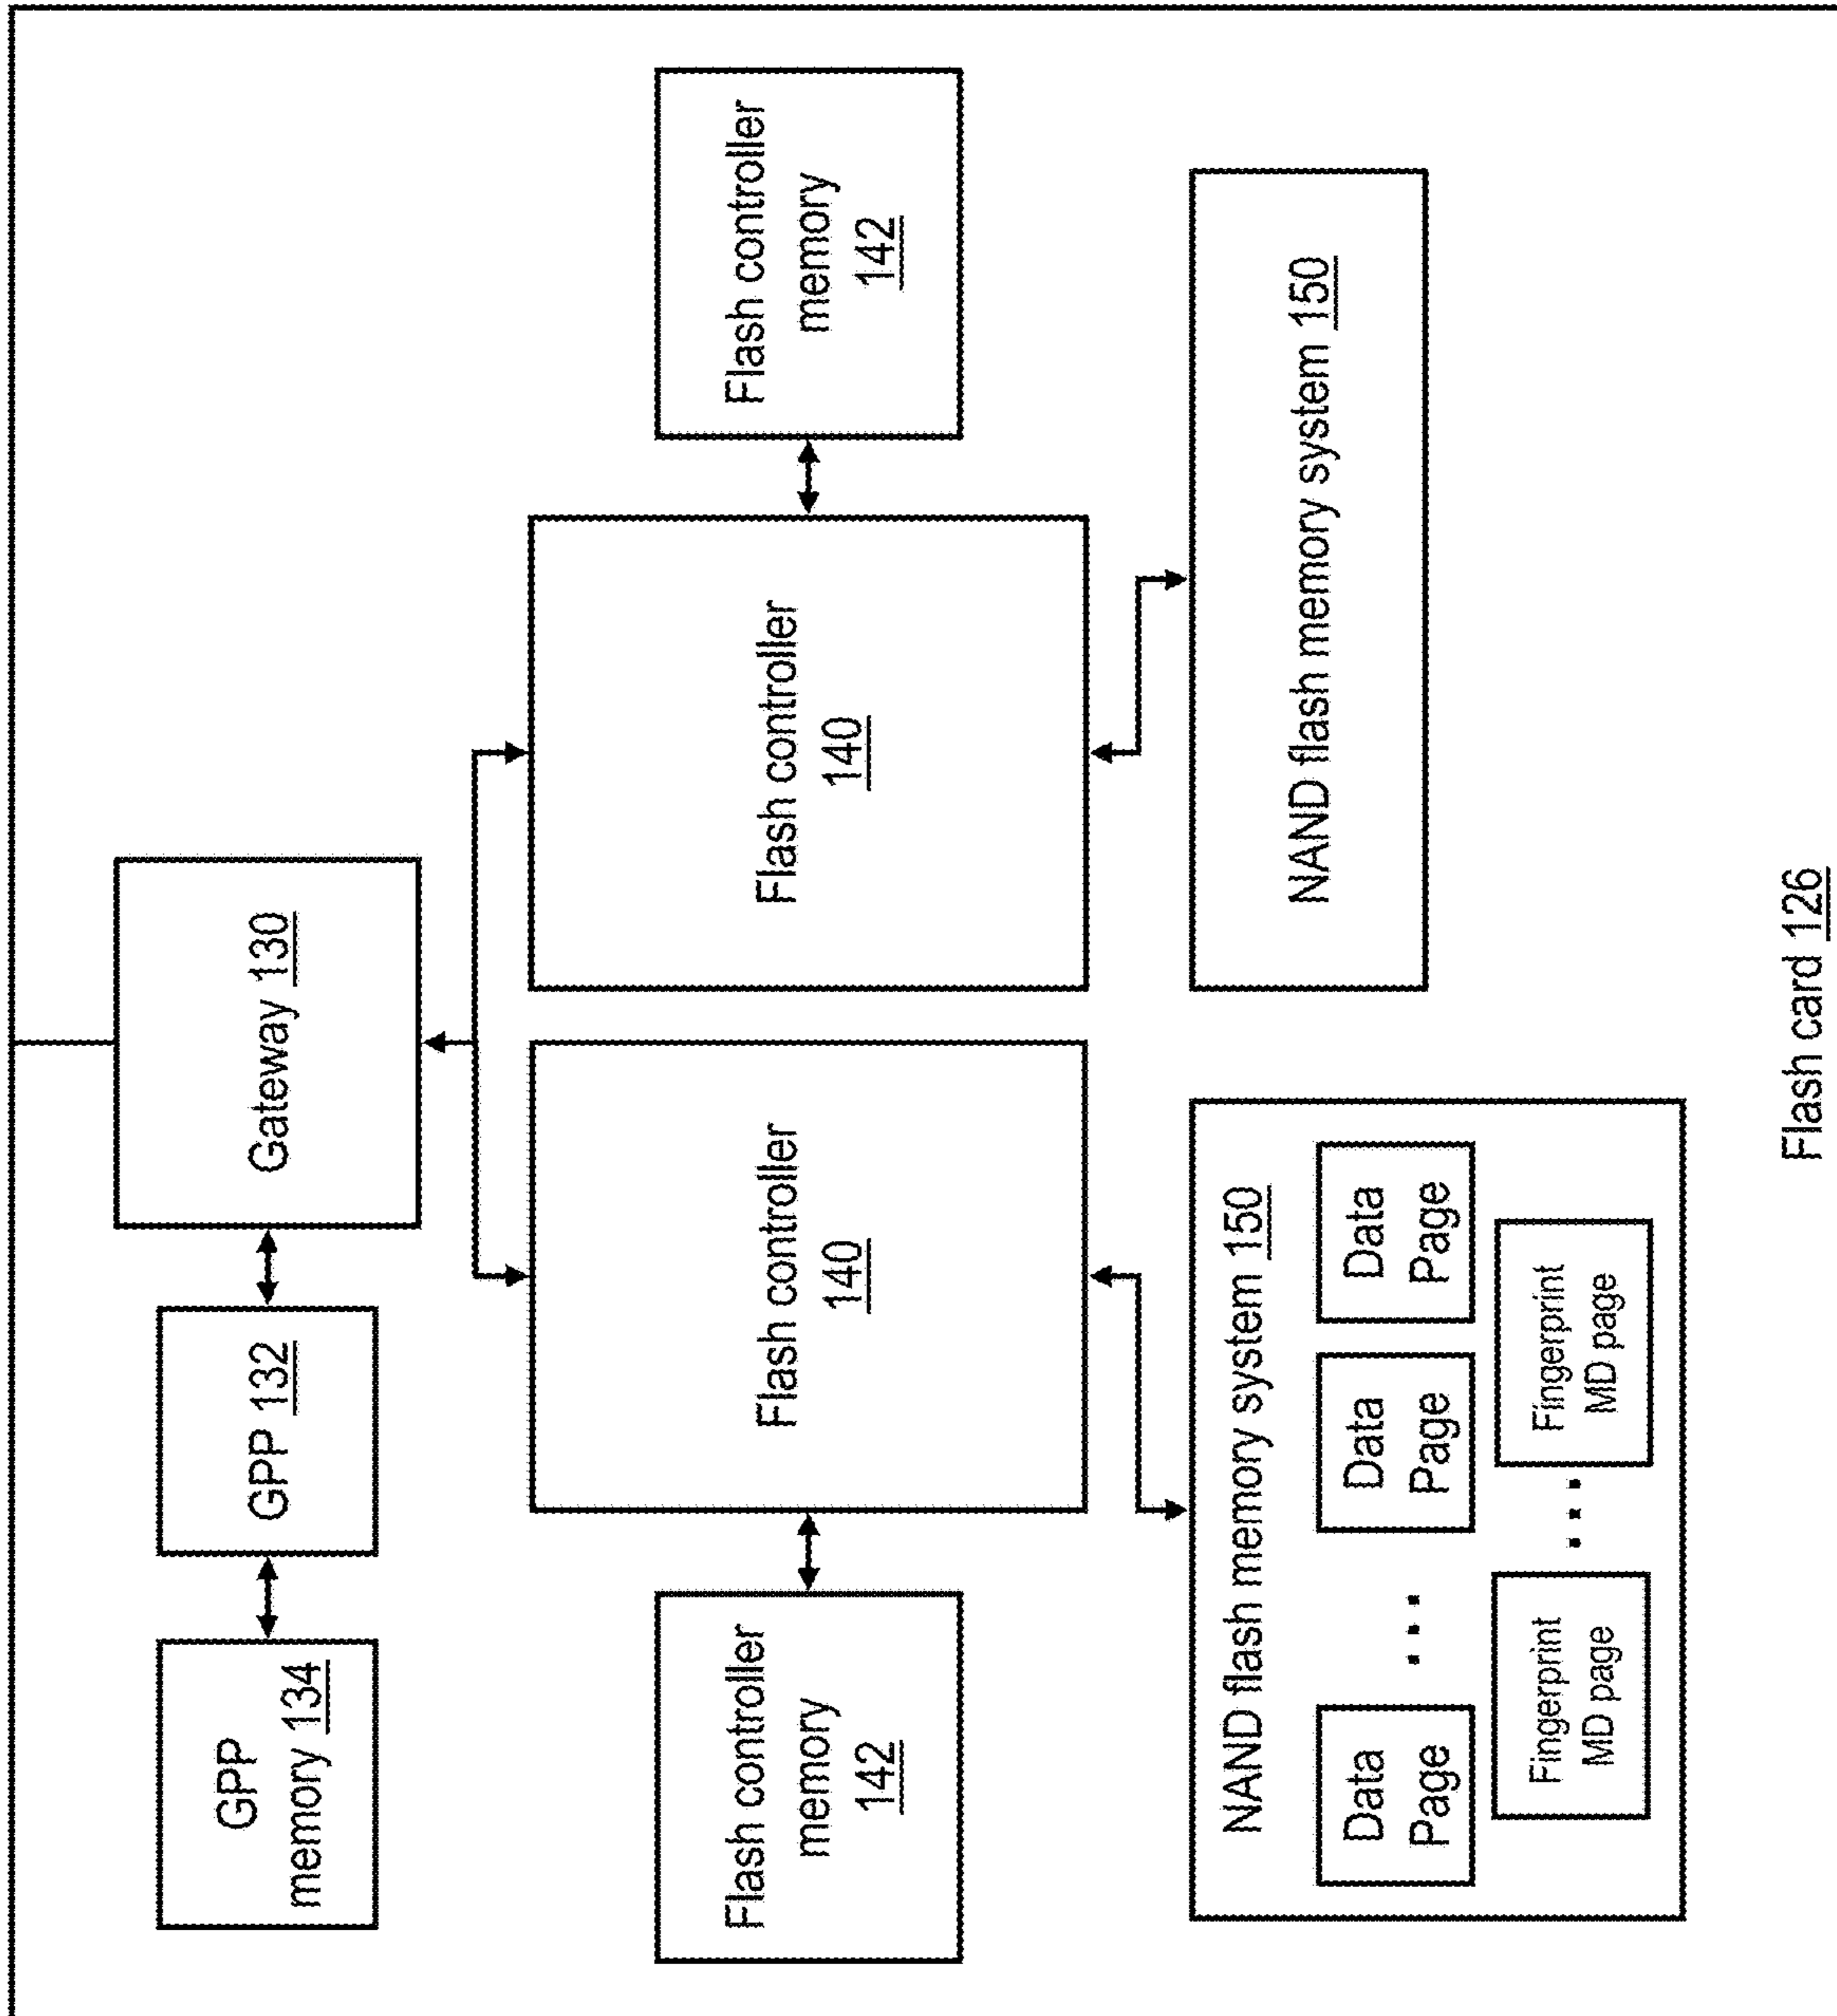 GPP
memory 134
GPP 132
Gateway 130
Flash controller
memory
142
Flash controller
140
Flash controller
140
Flash controller
memory
142
NAND flash memory system 150
Data
Page
...
Data
Page
Data
Page
Fingerprint
MD page
...
Fingerprint
MD page
NAND flash memory system 150
Flash card 126